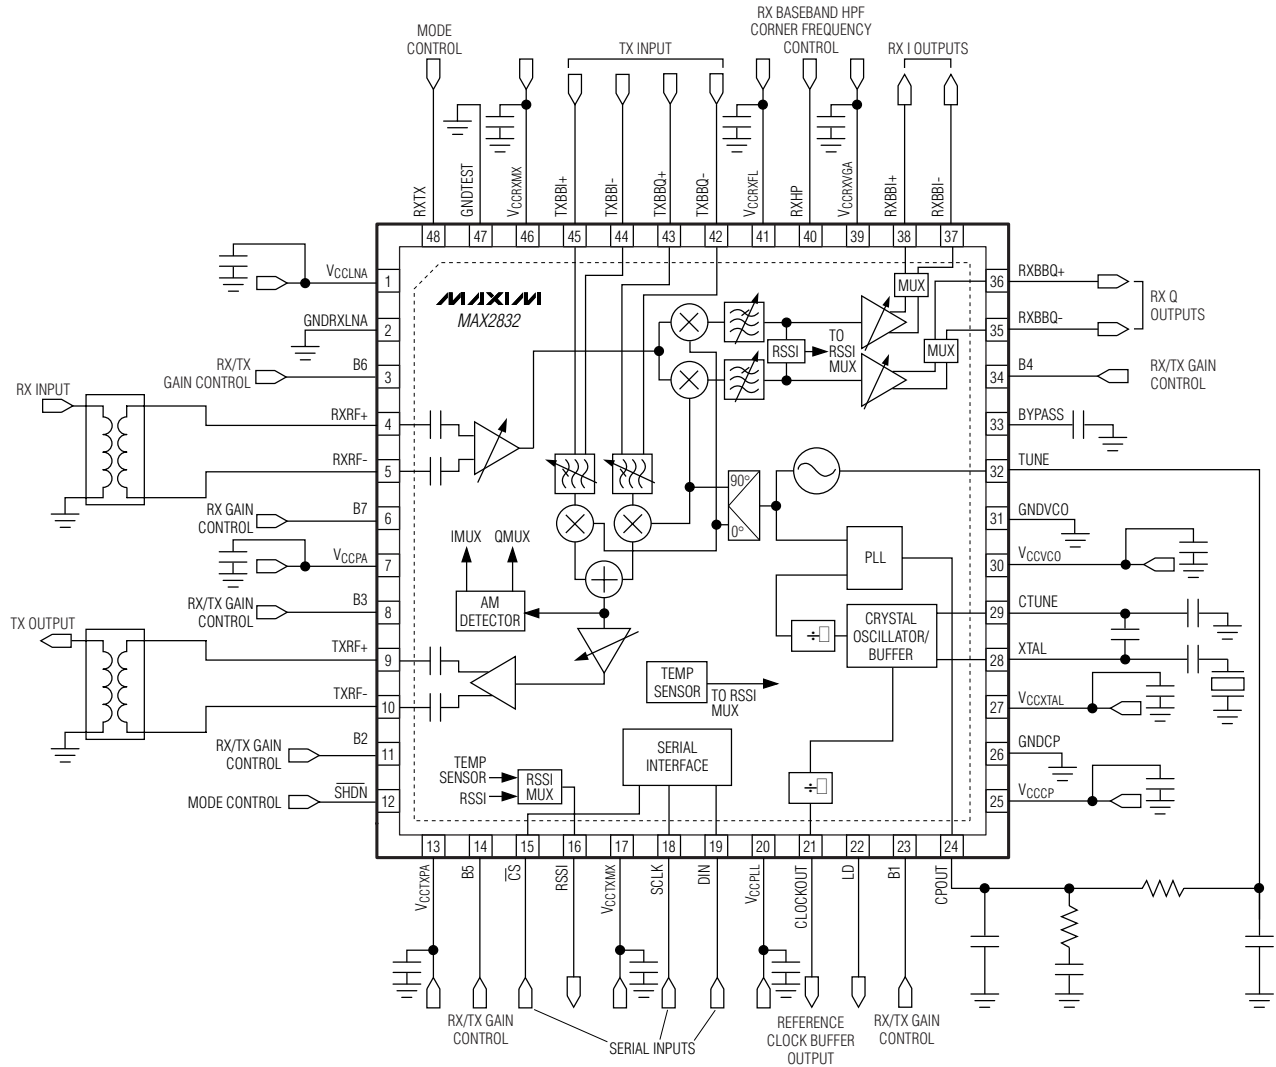 MODE
CONTROL
TX INPUT
RX BASEBAND HPF
CORNER FREQUENCY
CONTROL
RX I OUTPUTS
RXTX
GNDTEST
VCCRXMX
TXBBI+
TXBBI-
TXBBQ+
TXBBQ-
VCCRXFL
RXHP
VCCRXVGA
RXBBI+
RXBBI-
48
47
46
45
44
43
42
41
40
39
38
37
VCCLNA
1
GNDRXLNA
2
RX/TX
GAIN CONTROL
B6
3
RX INPUT
RXRF+
4
RXRF-
5
RX GAIN
CONTROL
B7
6
VCCPA
7
RX/TX GAIN
CONTROL
B3
8
TX OUTPUT
TXRF+
9
TXRF-
10
RX/TX GAIN
CONTROL
B2
11
MODE CONTROL
SHDN
12
MAXIM
MAX2832
MUX
MUX
RSSI
TO
RSSI
MUX
90°
0°
IMUX
QMUX
AM
DETECTOR
PLL
CRYSTAL
OSCILLATOR/
BUFFER
÷
TEMP
SENSOR
TO RSSI
MUX
SERIAL
INTERFACE
TEMP
SENSOR
RSSI
RSSI
MUX
÷
36
RXBBQ+
35
RXBBQ-
RX Q
OUTPUTS
34
B4
RX/TX GAIN
CONTROL
33
BYPASS
32
TUNE
31
GNDVCO
30
VCCVCO
29
CTUNE
28
XTAL
27
VCCXTAL
26
GNDCP
25
VCCCP
13
14
15
16
17
18
19
20
21
22
23
24
VCCTXPA
B5
CS
RSSI
VCCTXMX
SCLK
DIN
VCCPLL
CLOCKOUT
LD
B1
CPOUT
RX/TX GAIN
CONTROL
SERIAL INPUTS
REFERENCE
CLOCK BUFFER
OUTPUT
RX/TX GAIN
CONTROL